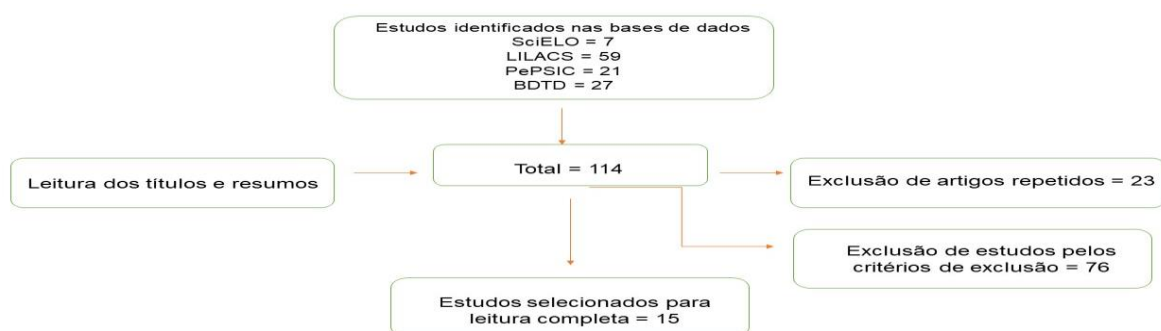 Estudos identificados nas bases de dados
SciELO = 7
LILACS = 59
PePSIC = 21
BDTD = 27
Leitura dos títulos e resumos
Total = 114
Exclusão de artigos repetidos = 23
Exclusão de estudos pelos
critérios de exclusão = 76
Estudos selecionados para
leitura completa = 15